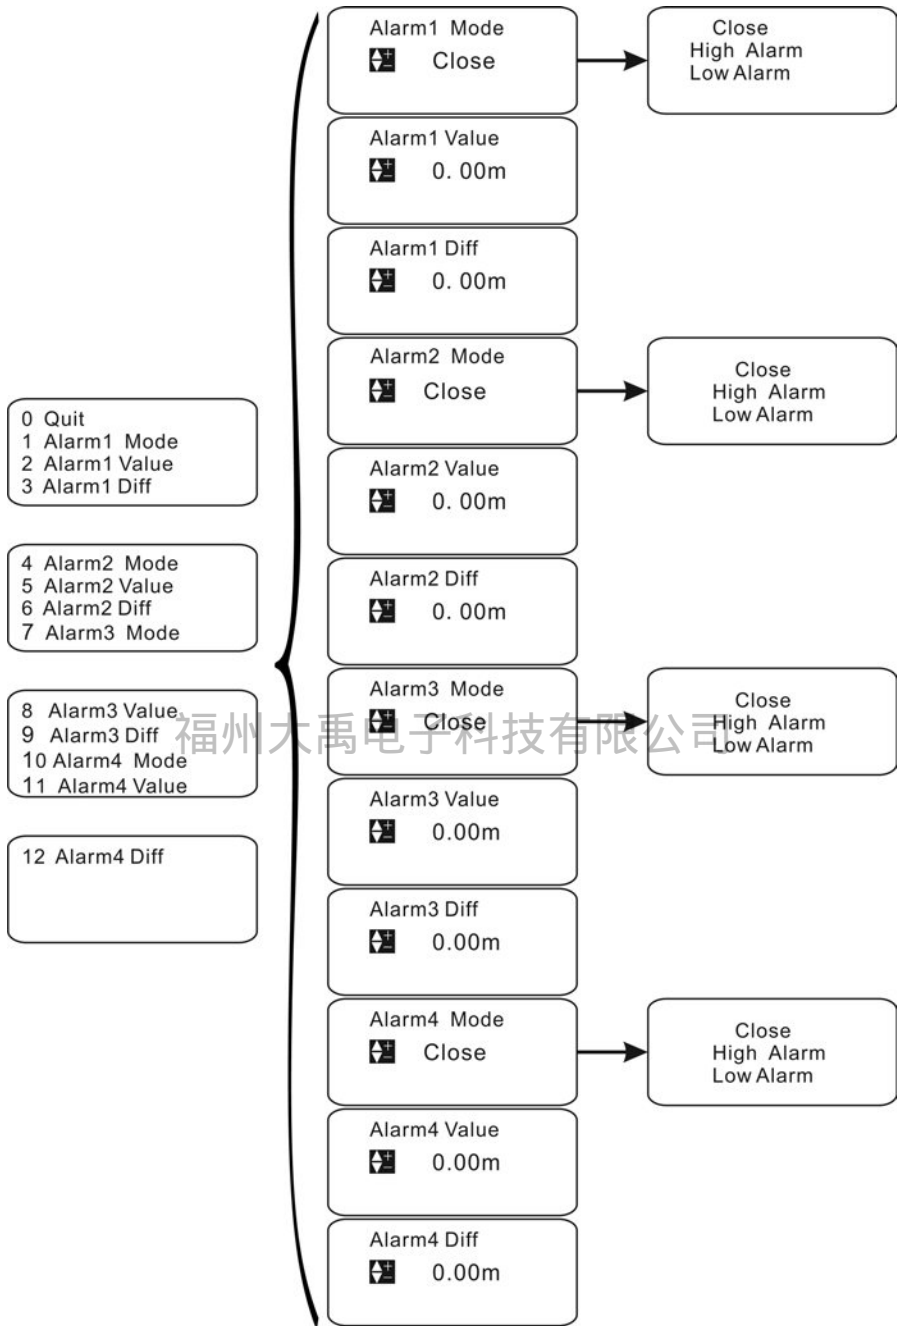 0 Quit
1 Alarm1 Mode
2 Alarm1 Value
3 Alarm1 Diff
4 Alarm2 Mode
5 Alarm2 Value
6 Alarm2 Diff
7 Alarm3 Mode
8 Alarm3 Value
9 Alarm3 Diff
10 Alarm4 Mode
11 Alarm4 Value
12 Alarm4 Diff
Alarm1 Mode
Close
Close
High Alarm
Low Alarm
Alarm1 Value
0. 00m
Alarm1 Diff
0. 00m
Alarm2 Mode
Close
Close
High Alarm
Low Alarm
Alarm2 Value
0. 00m
Alarm2 Diff
0. 00m
Alarm3 Mode
Close
Close
High Alarm
Low Alarm
福州大禹电子科技有限公司
Alarm3 Value
0.00m
Alarm3 Diff
0.00m
Alarm4 Mode
Close
Close
High Alarm
Low Alarm
Alarm4 Value
0.00m
Alarm4 Diff
0.00m